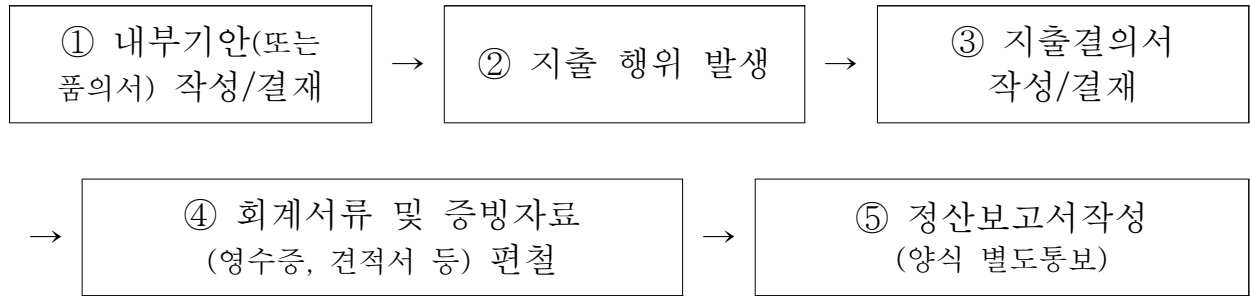 ① 내부기안(또는
품의서) 작성/결재
→
② 지출 행위 발생
→
③ 지출결의서
작성/결재
→
④ 회계서류 및 증빙자료
(영수증, 견적서 등) 편철
→
⑤ 정산보고서작성
(양식 별도통보)